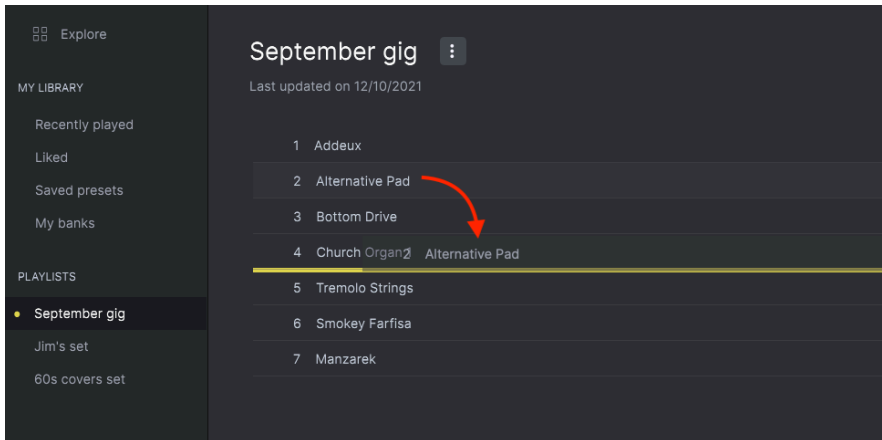 Explore
MY LIBRARY
Recently played
Liked
Saved presets
My banks
PLAYLISTS
September gig
Jim's set
60s covers set
September gig
Last updated on 12/10/2021
1 Addeux
2 Alternative Pad
3 Bottom Drive
4 Church Organ 2 Alternative Pad
5 Tremolo Strings
6 Smokey Farfisa
7 Manzarek